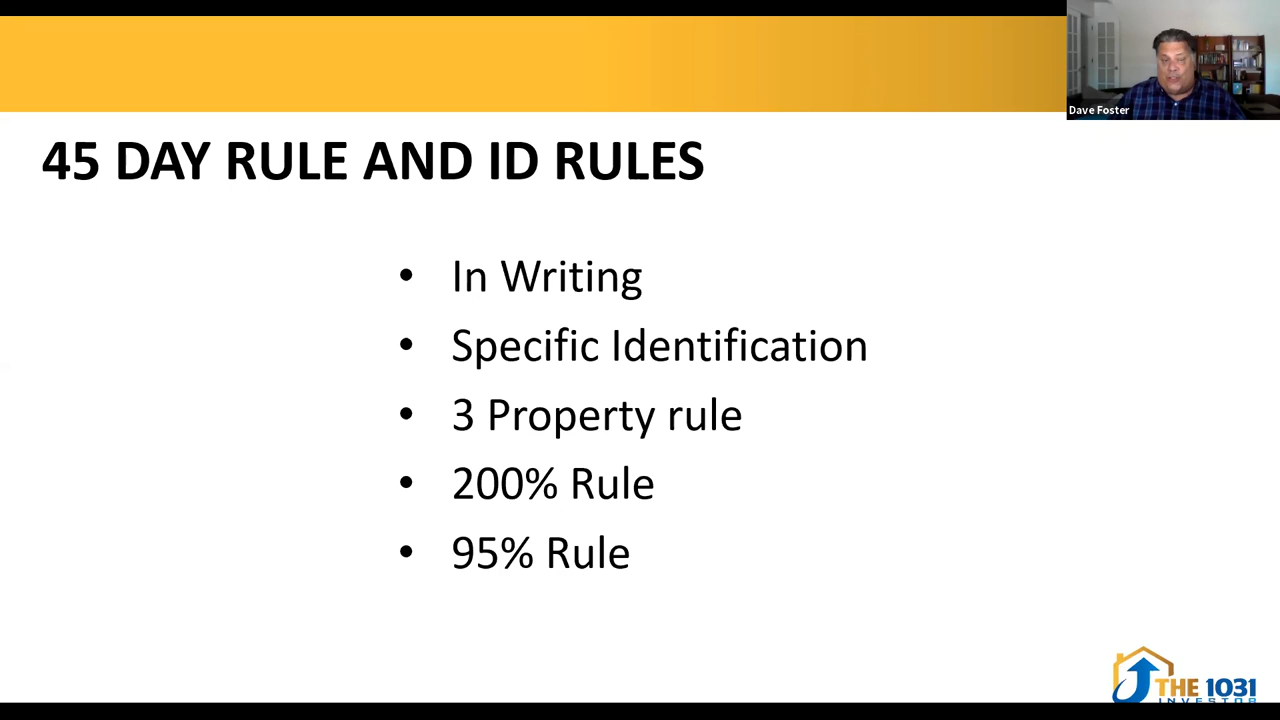 Dave Foster
45 DAY RULE AND ID RULES
• In Writing
• Specific Identification
• 3 Property rule
• 200% Rule
• 95% Rule
THE 1031
INVESTOR